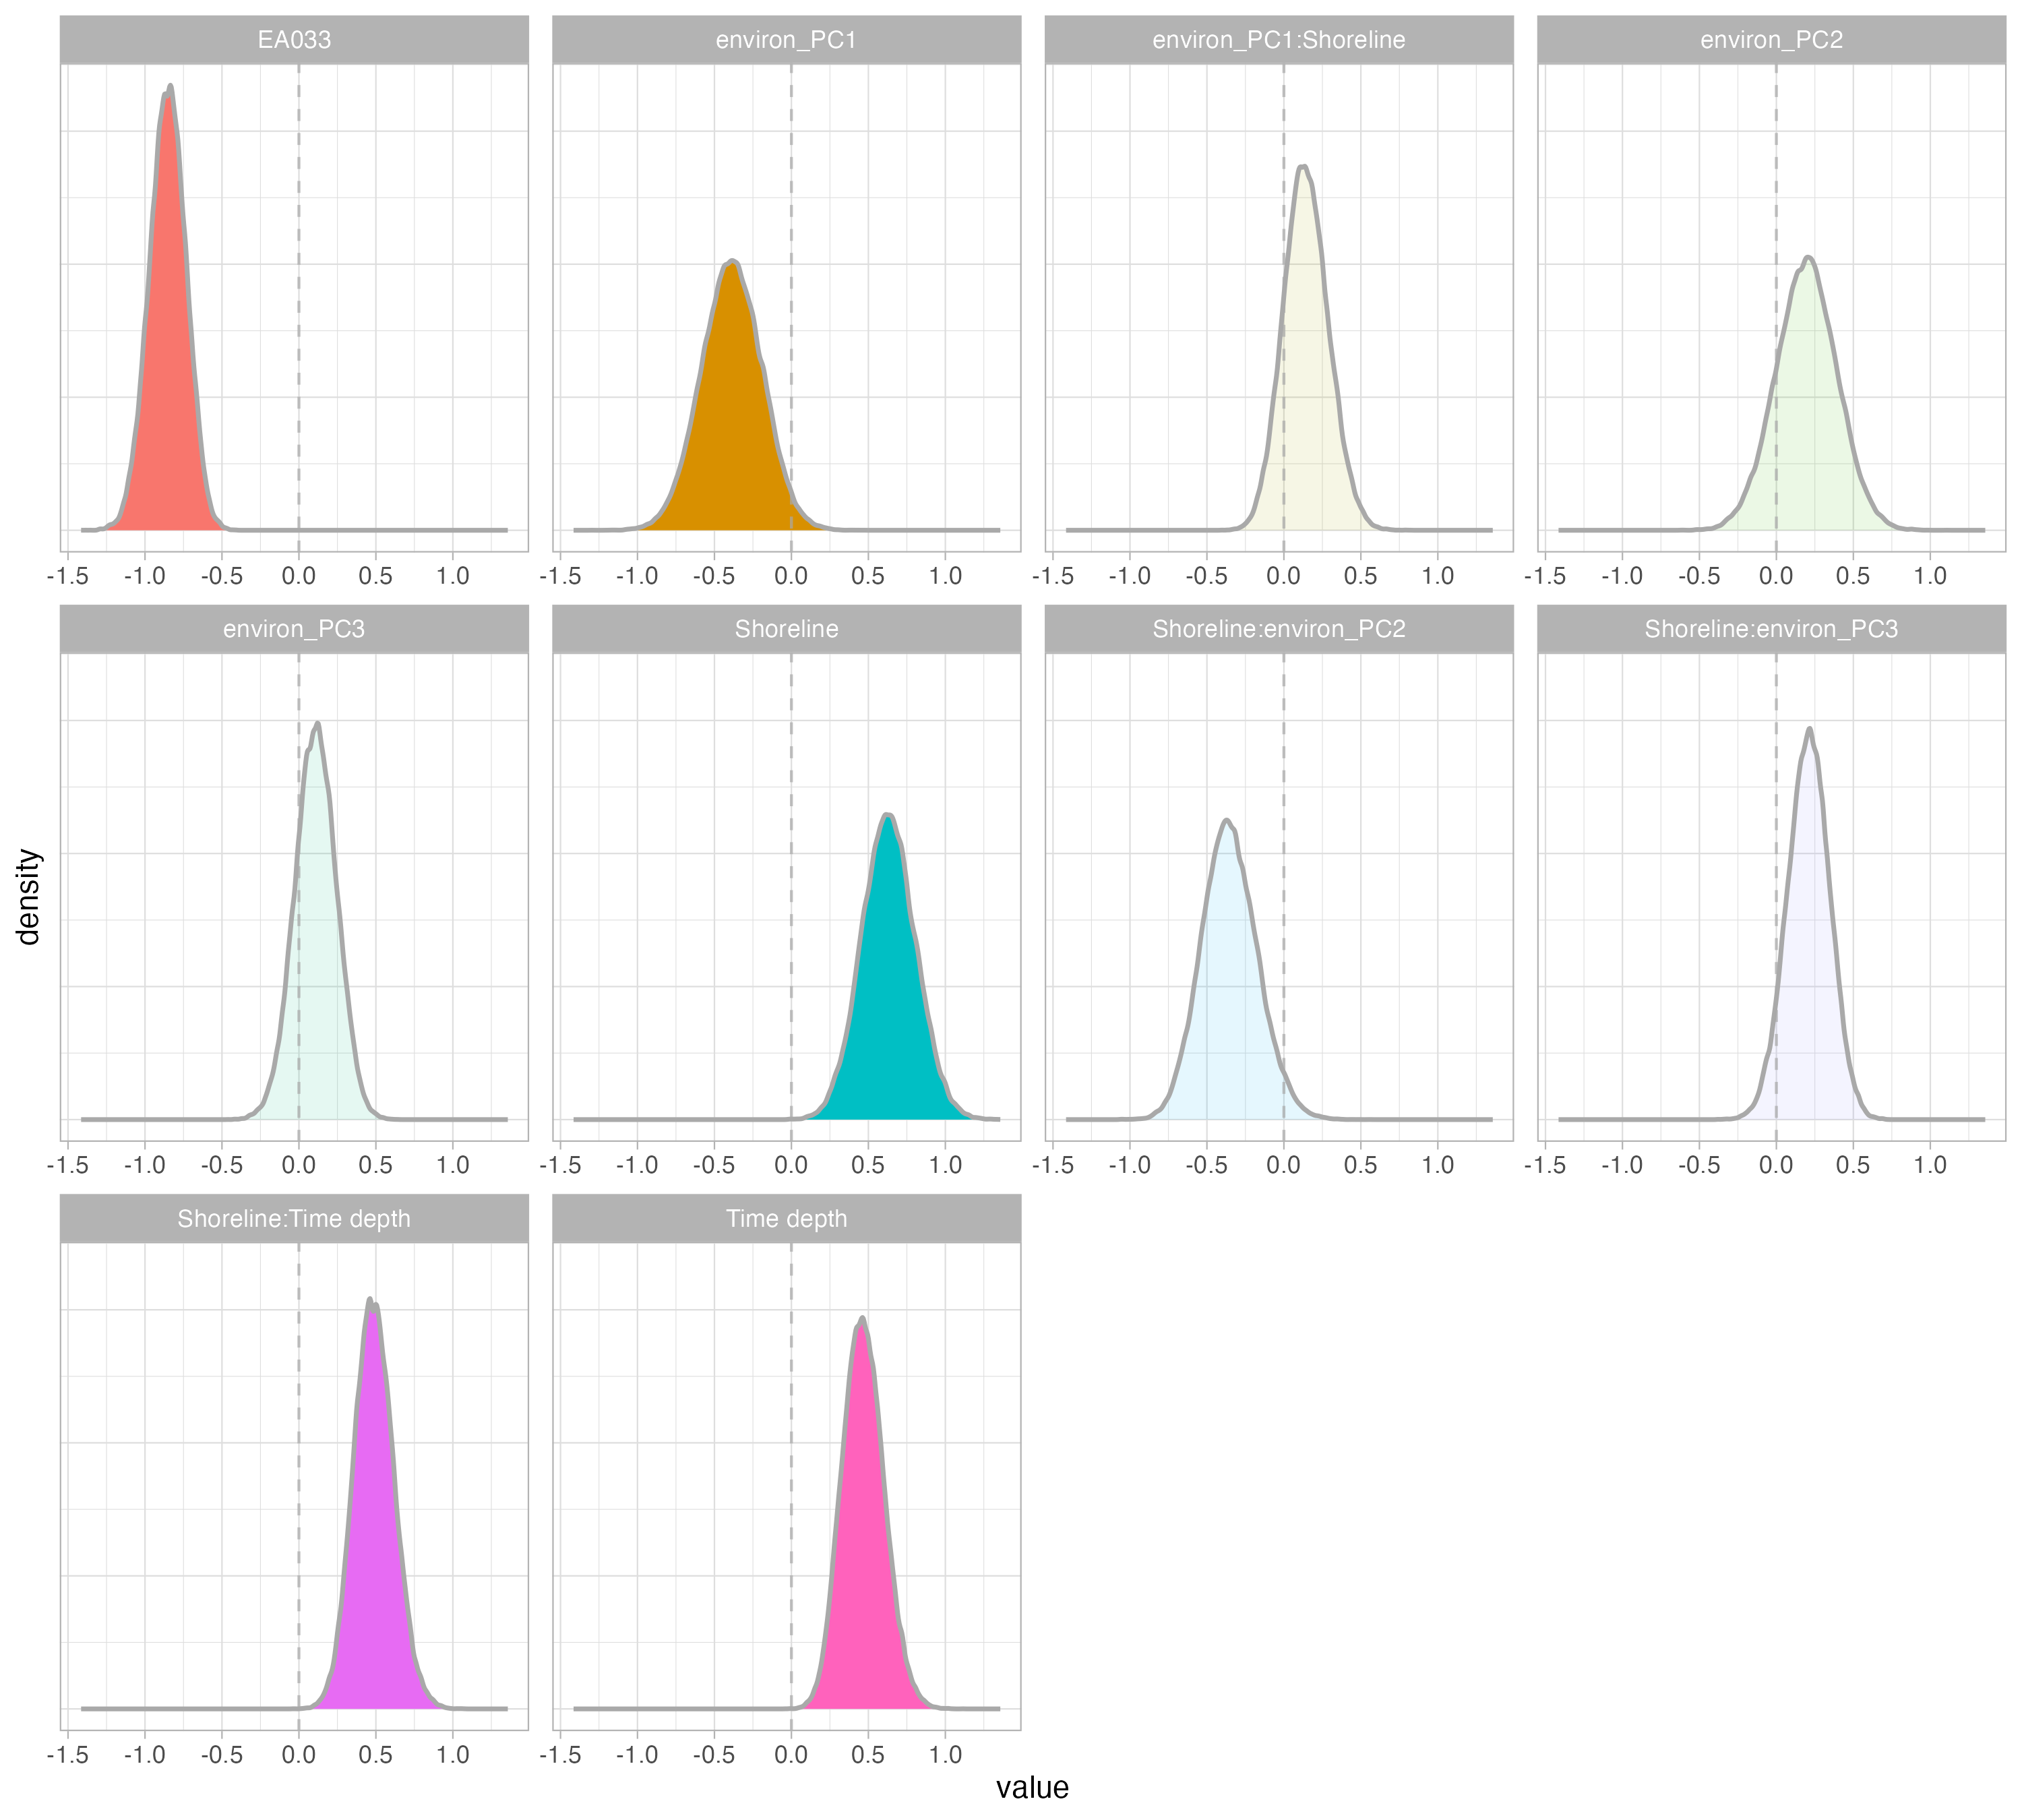 EA033 environ_PC1 environ_PC1:Shoreline environ_PC2
-1.5 -1.0 -0.5 0.0 0.5 1.0 -1.5 -1.0 -0.5 0.0 0.5 1.0 -1.5 -1.0 -0.5 0.0 0.5 1.0 -1.5 -1.0 -0.5 0.0 0.5 1.0
environ_PC3 Shoreline Shoreline:environ_PC2 Shoreline:environ_PC3
density
-1.5 -1.0 -0.5 0.0 0.5 1.0 -1.5 -1.0 -0.5 0.0 0.5 1.0 -1.5 -1.0 -0.5 0.0 0.5 1.0 -1.5 -1.0 -0.5 0.0 0.5 1.0
Shoreline:Time depth Time depth
-1.5 -1.0 -0.5 0.0 0.5 1.0 -1.5 -1.0 -0.5 0.0 0.5 1.0
value